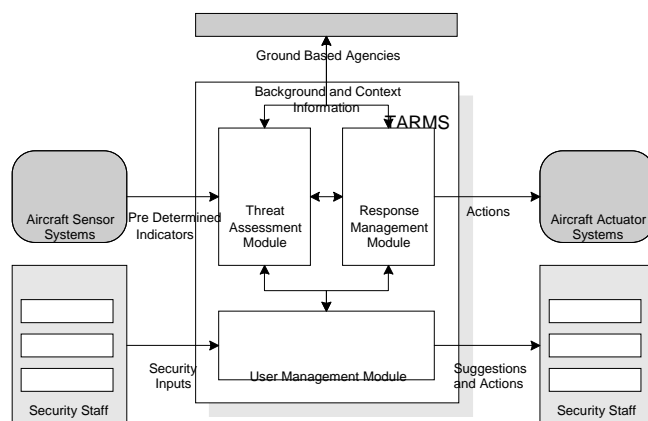 Ground Based Agencies
Background and Context
Information
TARMS
Aircraft Sensor
Systems
Pre Determined
Indicators
Threat
Assessment
Module
Response
Management
Module
Actions
Aircraft Actuator
Systems
Security
Inputs
User Management Module
Suggestions
and Actions
Security Staff
Security Staff